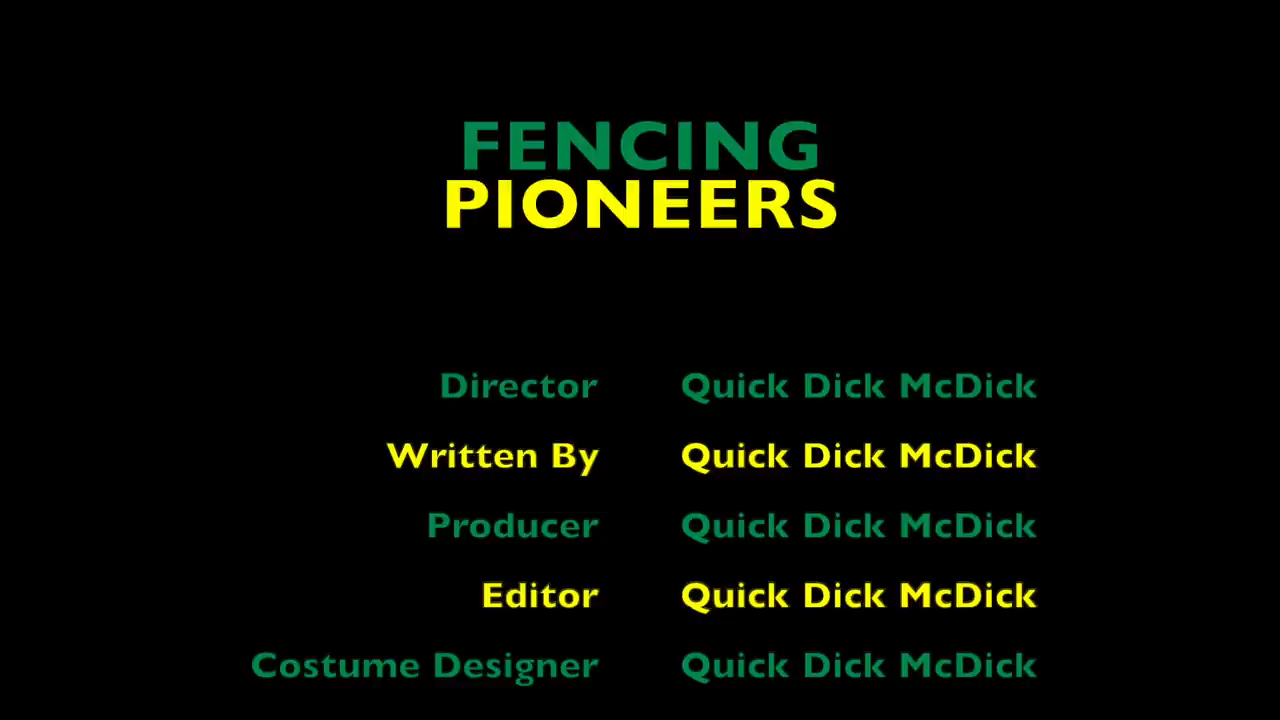 FENCING
PIONEERS
Director Quick Dick McDick
Written By Quick Dick McDick
Producer Quick Dick McDick
Editor Quick Dick McDick
Costume Designer Quick Dick McDick